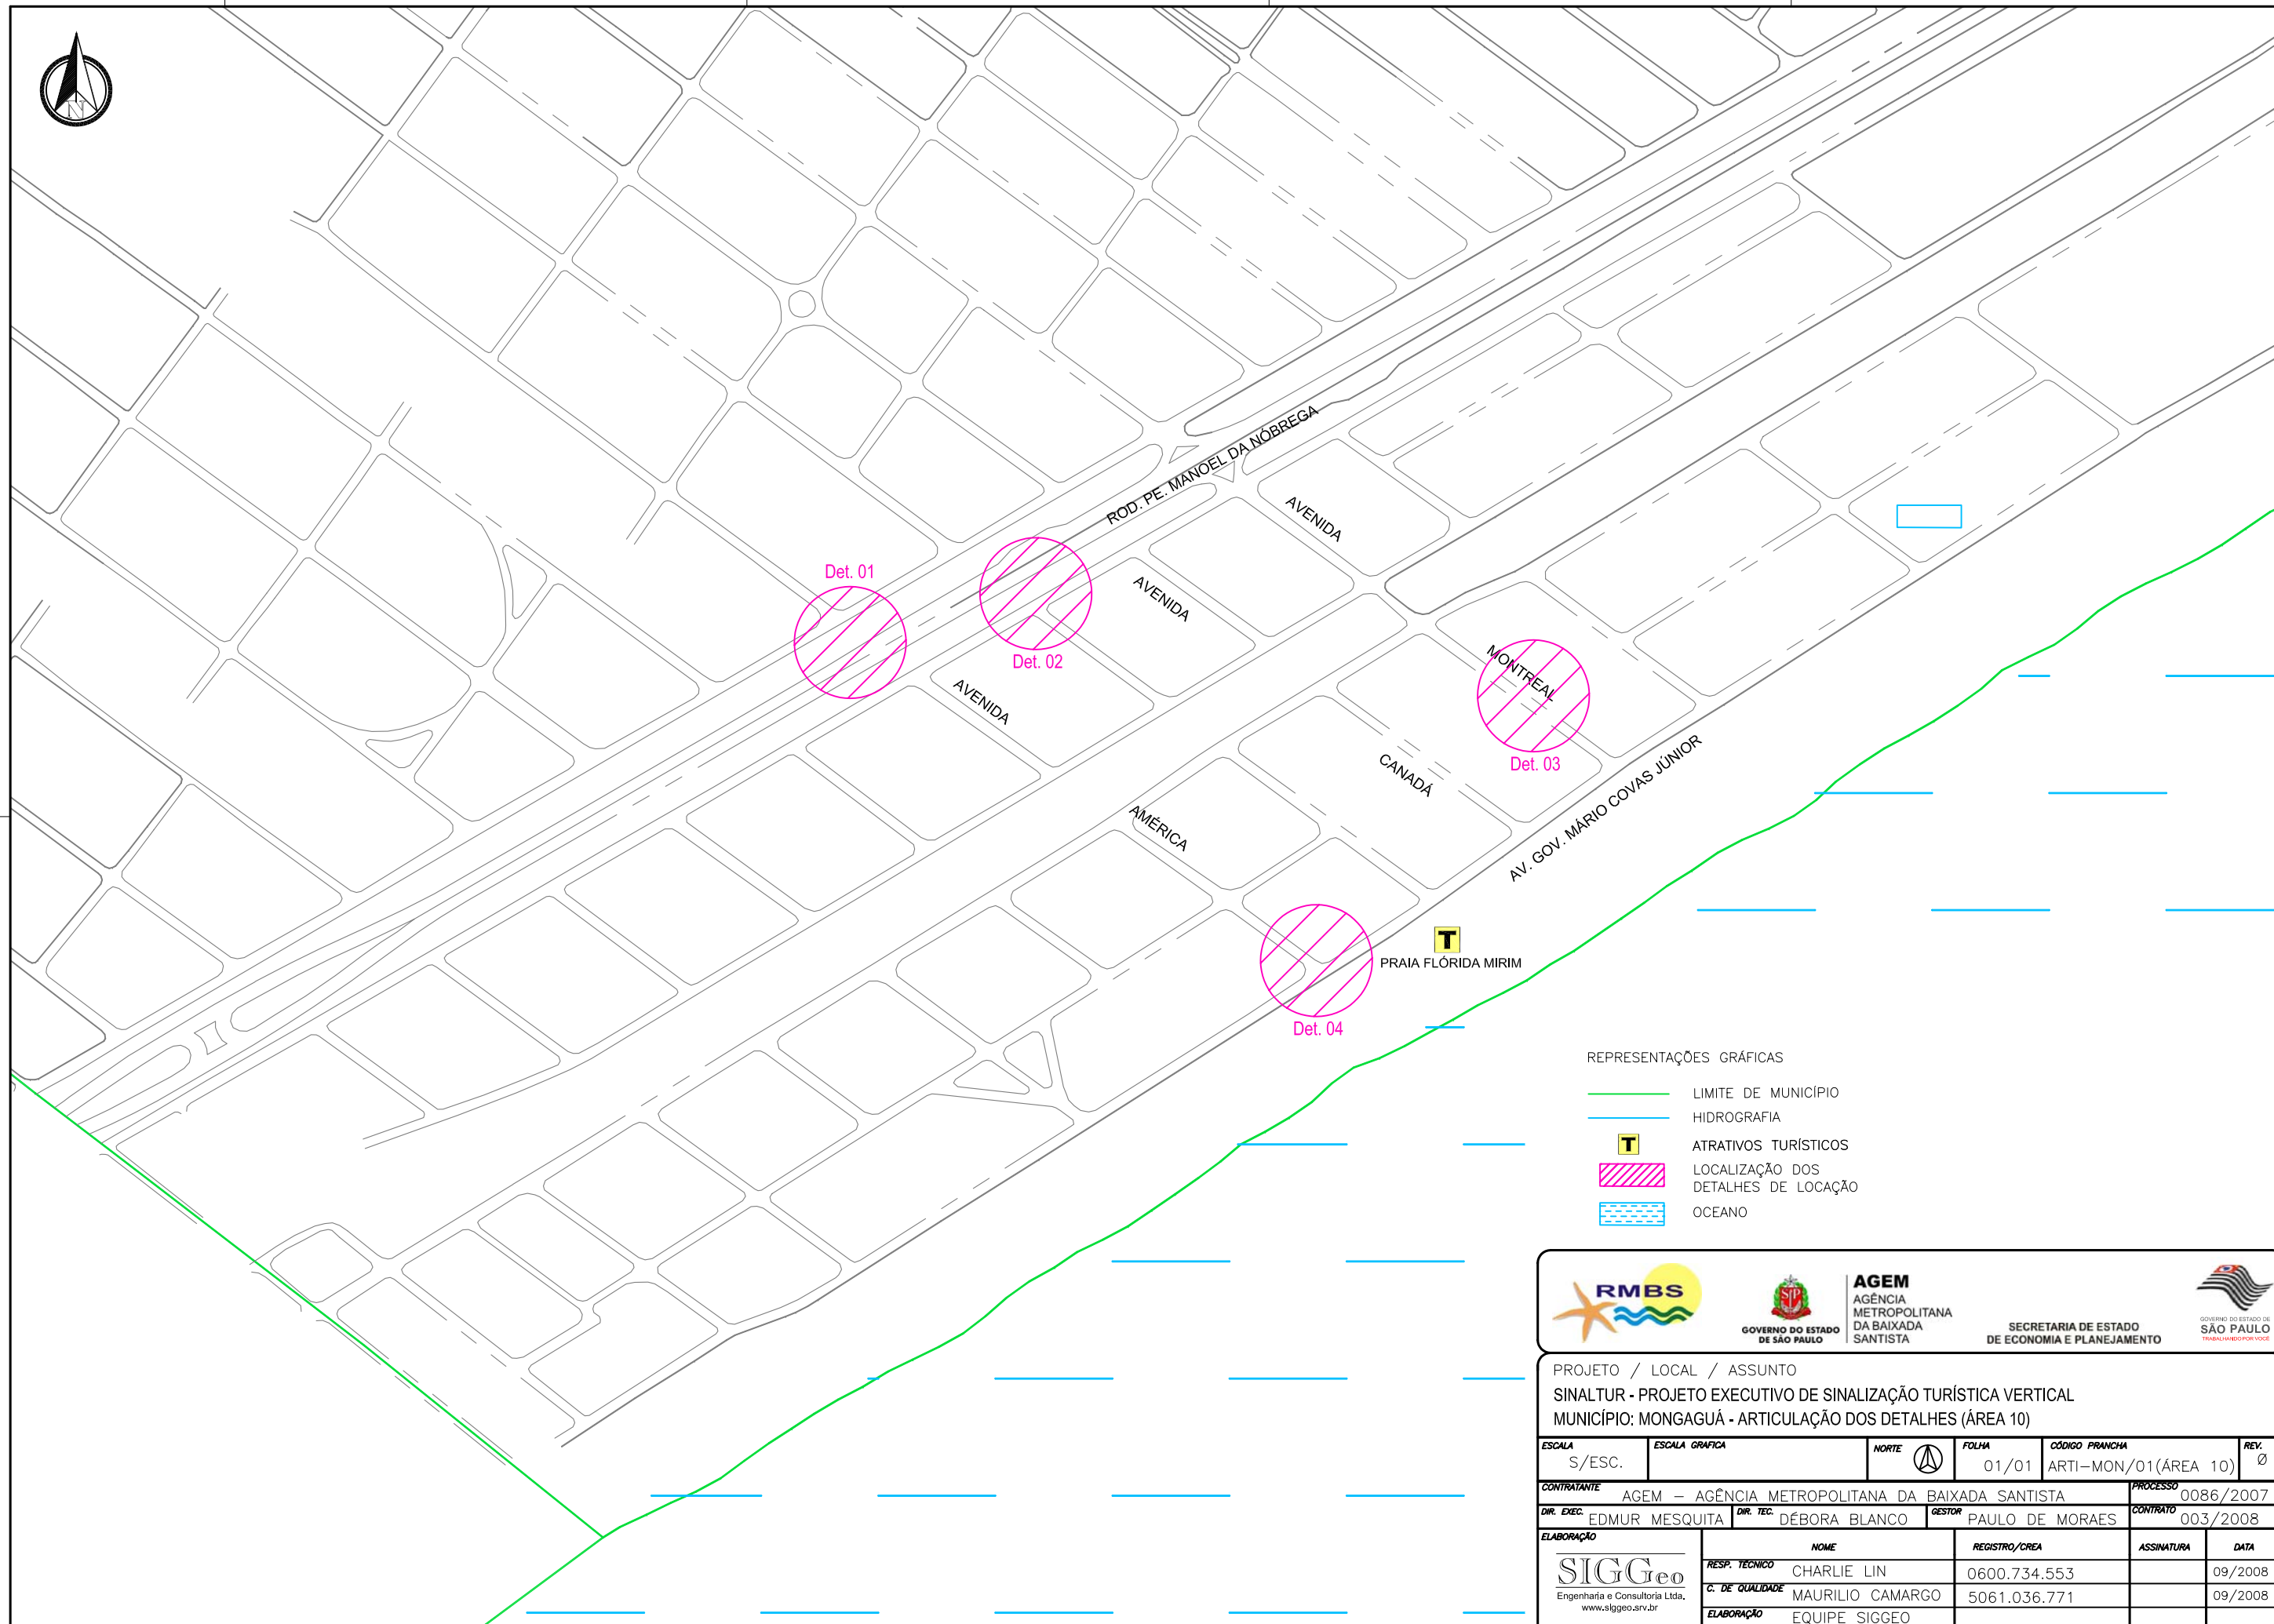 N
ROD. PE. MANOEL DA NÓBREGA
AVENIDA
Det. 01
AVENIDA
Det. 02
AVENIDA
MONTREAL
Det. 03
CANADÁ
AV. GOV. MÁRIO COVAS JÚNIOR
AMÉRICA
T
PRAIA FLÓRIDA MIRIM
Det. 04
REPRESENTAÇÕES GRÁFICAS
LIMITE DE MUNICÍPIO
HIDROGRAFIA
T
ATRATIVOS TURÍSTICOS
LOCALIZAÇÃO DOS
DETALHES DE LOCAÇÃO
OCEANO
RMBS
SP
GOVERNO DO ESTADO
DE SÃO PAULO
AGEM
AGÊNCIA
METROPOLITANA
DA BAIXADA
SANTISTA
SECRETARIA DE ESTADO
DE ECONOMIA E PLANEJAMENTO
GOVERNO DO ESTADO DE
SÃO PAULO
TRABALHANDO POR VOCÊ
PROJETO / LOCAL / ASSUNTO
SINALTUR - PROJETO EXECUTIVO DE SINALIZAÇÃO TURÍSTICA VERTICAL
MUNICÍPIO: MONGAGUÁ - ARTICULAÇÃO DOS DETALHES (ÁREA 10)
ESCALA
S/ESC.
ESCALA GRAFICA
NORTE
FOLHA
01/01
CÓDIGO PRANCHA
ARTI-MON/01(ÁREA 10)
REV.
Ø
CONTRATANTE
AGEM - AGÊNCIA METROPOLITANA DA BAIXADA SANTISTA
PROCESSO
0086/2007
DIR. EXEC.
EDMUR MESQUITA
DIR. TEC.
DÉBORA BLANCO
GESTOR
PAULO DE MORAES
CONTRATO
003/2008
ELABORAÇÃO
SIGGeo
Engenharia e Consultoria Ltda.
www.siggeo.srv.br
NOME
REGISTRO/CREA
ASSINATURA
DATA
RESP. TÉCNICO
CHARLIE LIN
0600.734.553
09/2008
C. DE QUALIDADE
MAURILIO CAMARGO
5061.036.771
09/2008
ELABORAÇÃO
EQUIPE SIGGEO